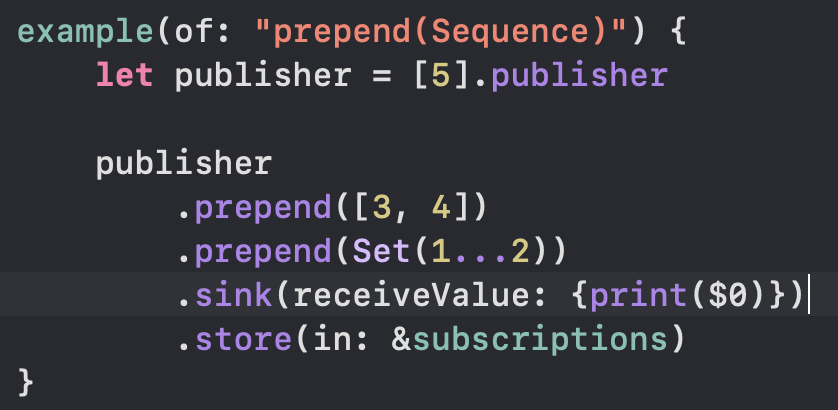 example(of: "prepend(Sequence)") {
    let publisher = [5].publisher

    publisher
        .prepend([3, 4])
        .prepend(Set(1...2))
        .sink(receiveValue: {print($0)})
        .store(in: &subscriptions)
}